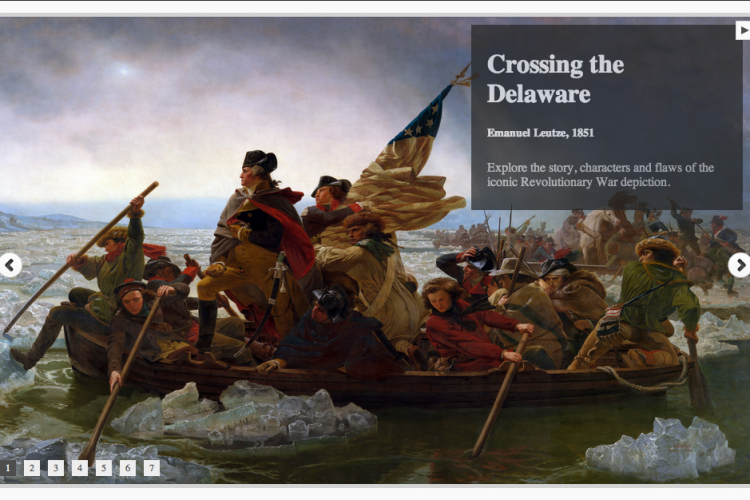 Crossing the
Delaware
Emanuel Leutze, 1851
Explore the story, characters and flaws of the
iconic Revolutionary War depiction.
1 2 3 4 5 6 7